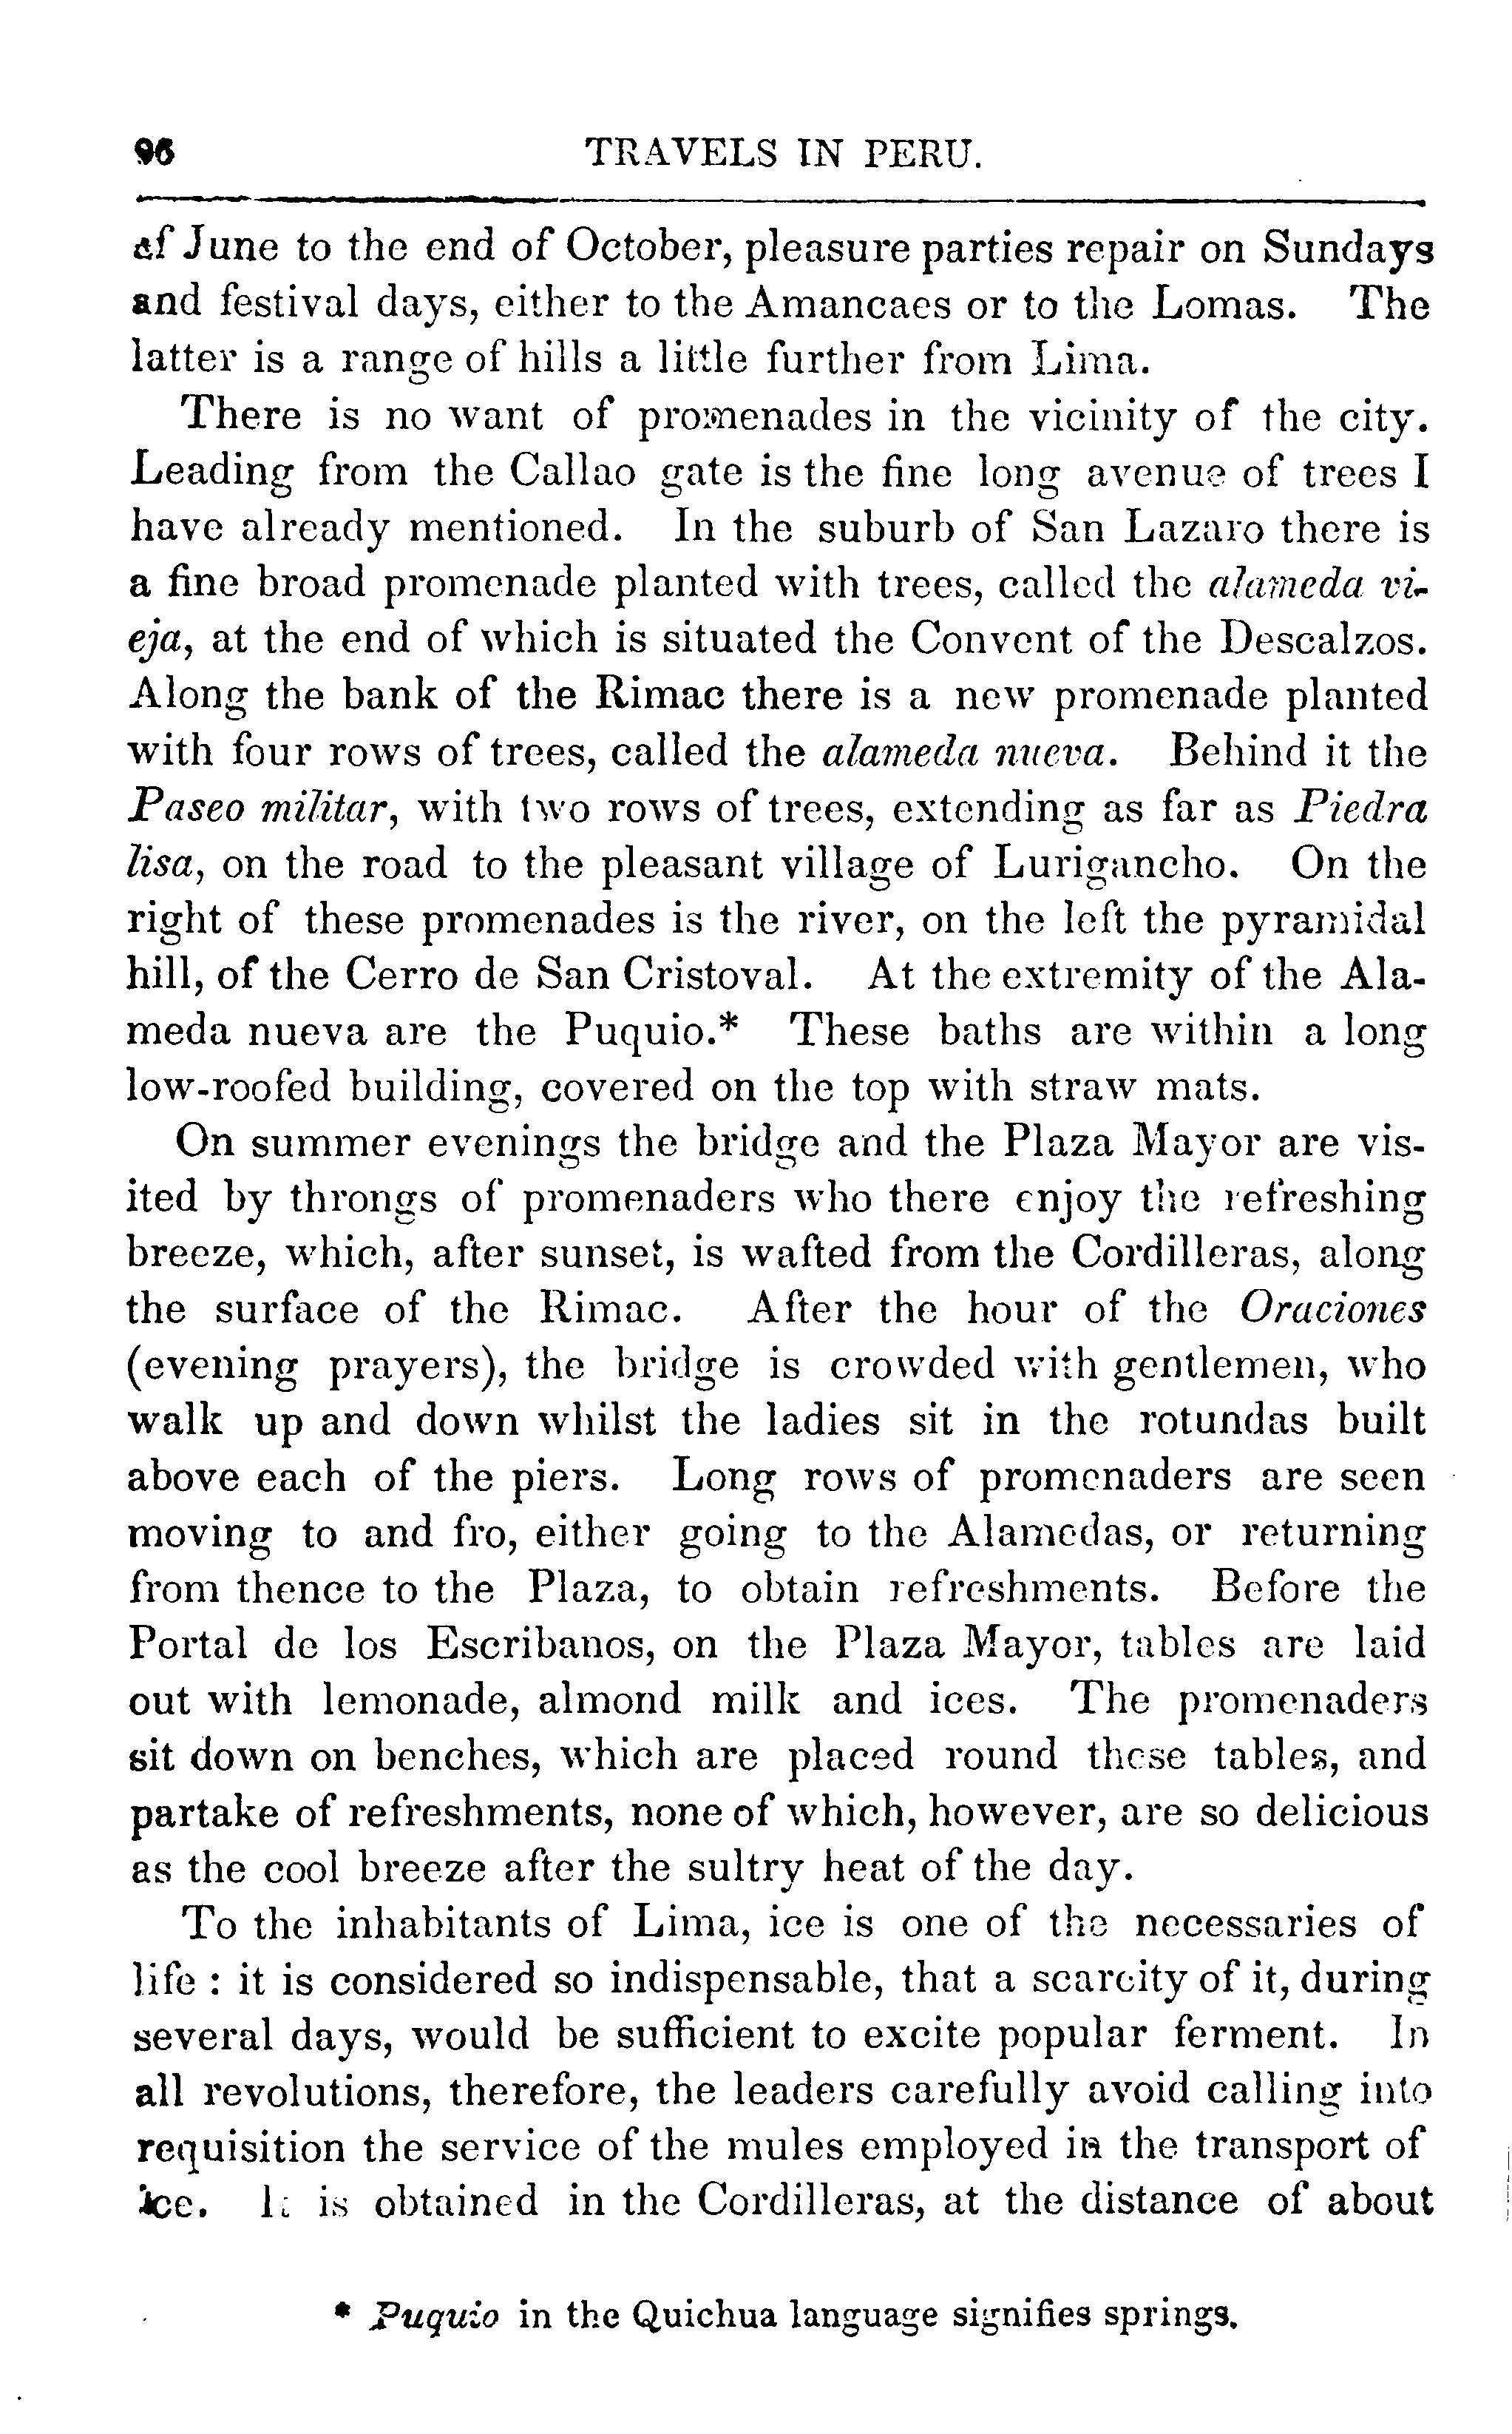 96 TRAVELS IN PERU.
of June to the end of October, pleasure parties repair on Sundays
and festival days, either to the Amancaes or to the Lomas. The
latter is a range of hills a little further from Lima.
There is no want of promenades in the vicinity of the city.
Leading from the Callao gate is the fine long avenue of trees I
have already mentioned. In the suburb of San Lazaro there is
a fine broad promenade planted with trees, called the alameda vi-
eja, at the end of which is situated the Convent of the Descalzos.
Along the bank of the Rimac there is a new promenade planted
with four rows of trees, called the alameda nueva. Behind it the
Paseo militar, with two rows of trees, extending as far as Piedra
lisa, on the road to the pleasant village of Lurigancho. On the
right of these promenades is the river, on the left the pyramidal
hill, of the Cerro de San Cristoval. At the extremity of the Ala-
meda nueva are the Puquio.* These baths are within a long
low-roofed building, covered on the top with straw mats.
On summer evenings the bridge and the Plaza Mayor are vis-
ited by throngs of promenaders who there enjoy the refreshing
breeze, which, after sunset, is wafted from the Cordilleras, along
the surface of the Rimac. After the hour of the Oraciones
(evening prayers), the bridge is crowded with gentlemen, who
walk up and down whilst the ladies sit in the rotundas built
above each of the piers. Long rows of promenaders are seen
moving to and fro, either going to the Alamedas, or returning
from thence to the Plaza, to obtain refreshments. Before the
Portal de los Escribanos, on the Plaza Mayor, tables are laid
out with lemonade, almond milk and ices. The promenaders
sit down on benches, which are placed round these tables, and
partake of refreshments, none of which, however, are so delicious
as the cool breeze after the sultry heat of the day.
To the inhabitants of Lima, ice is one of the necessaries of
life : it is considered so indispensable, that a scarcity of it, during
several days, would be sufficient to excite popular ferment. In
all revolutions, therefore, the leaders carefully avoid calling into
requisition the service of the mules employed in the transport of
ice. It is obtained in the Cordilleras, at the distance of about
* Puquio in the Quichua language signifies springs.